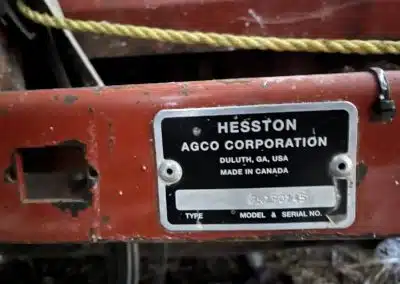 HESSTON
AGCO CORPORATION
DULUTH, GA, USA
MADE IN CANADA
TYPE MODEL & SERIAL NO.